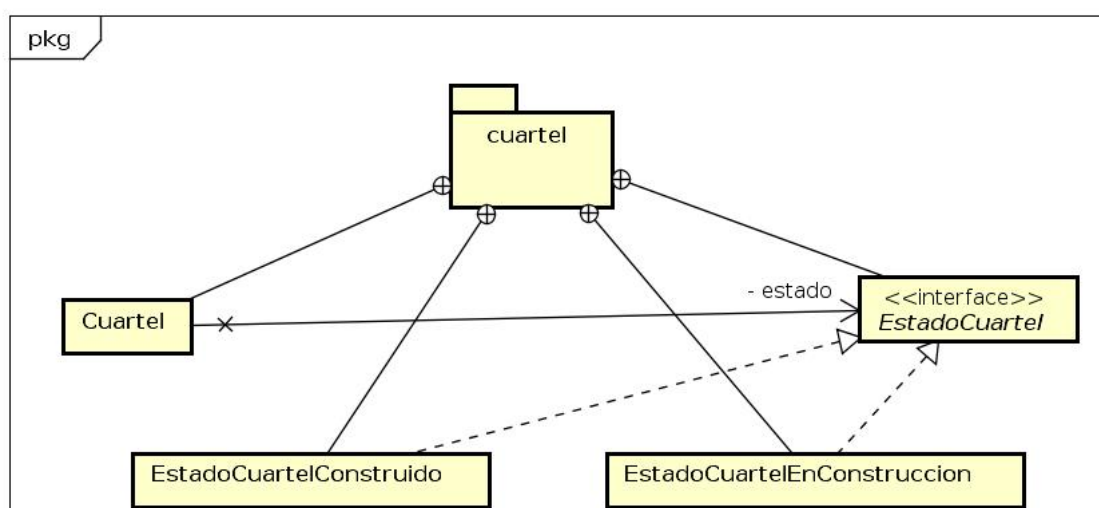 pkg
cuartel
- estado
Cuartel
<<interface>>
EstadoCuartel
EstadoCuartelConstruido
EstadoCuartelEnConstruccion